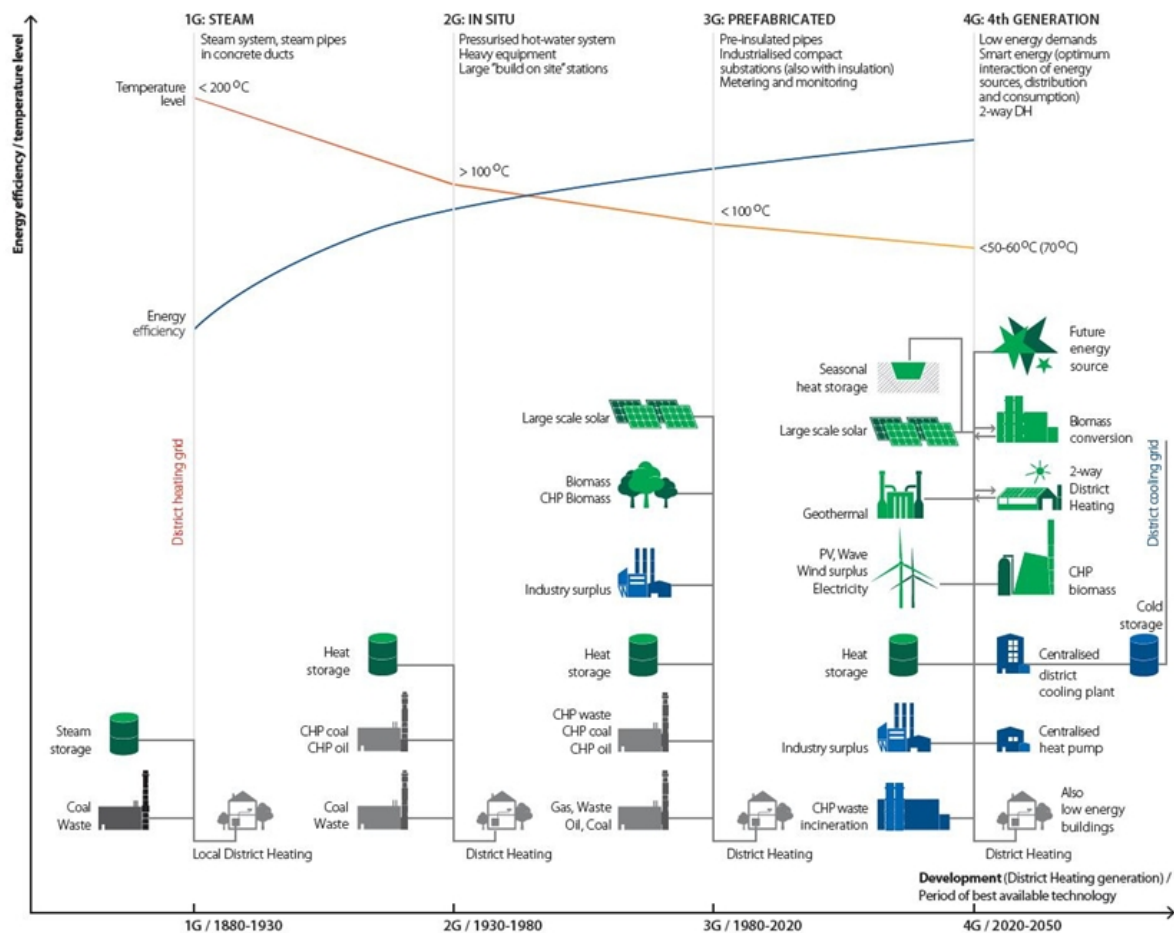 1G: STEAM
Steam system, steam pipes
in concrete ducts
2G: IN SITU
Pressurised hot-water system
Heavy equipment
Large "build on site" stations
3G: PREFABRICATED
Pre-insulated pipes
Industrialised compact
substations (also with insulation)
Metering and monitoring
4G: 4th GENERATION
Low energy demands
Smart energy (optimum
interaction of energy
sources, distribution
and consumption)
2-way DH
Energy efficiency / temperature level
Temperature
level
< 200 °C
> 100 °C
< 100 °C
<50-60 °C (70 °C)
Energy
efficiency
District heating grid
Steam
storage
Coal
Waste
Local District Heating
Heat
storage
CHP coal
CHP oil
Coal
Waste
District Heating
Large scale solar
Biomass
CHP Biomass
Industry surplus
Heat
storage
CHP waste
CHP coal
CHP oil
Gas, Waste
Oil, Coal
District Heating
Seasonal
heat storage
Large scale solar
Geothermal
PV, Wave
Wind surplus
Electricity
Heat
storage
Industry surplus
CHP waste
incineration
Future
energy
source
Biomass
conversion
2-way
District
Heating
CHP
biomass
Centralised
district
cooling plant
Centralised
heat pump
Also
low energy
buildings
District Heating
District cooling grid
Cold
storage
Development (District Heating generation) /
Period of best available technology
1G / 1880-1930
2G / 1930-1980
3G / 1980-2020
4G / 2020-2050